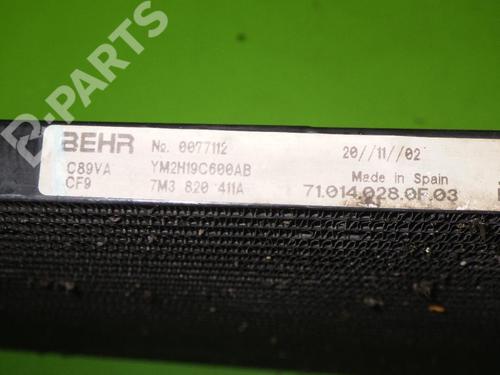 B-PARTS
BEHR No. 0077112 20//11//02
C89VA YM2H19C600AB Made in Spain
CF9 7M3 820 411A 71.014.028.0F.03
B-PARTS